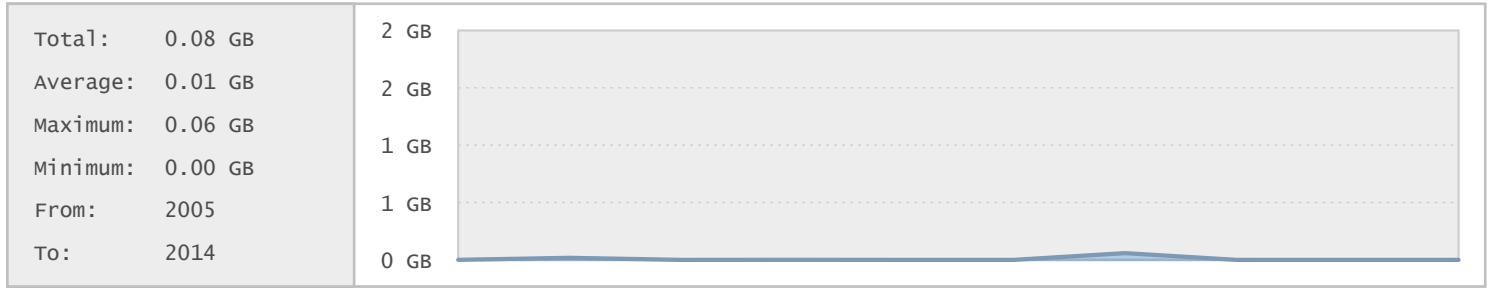 Total: 0.08 GB
Average: 0.01 GB
Maximum: 0.06 GB
Minimum: 0.00 GB
From: 2005
To: 2014
2 GB
2 GB
1 GB
1 GB
0 GB